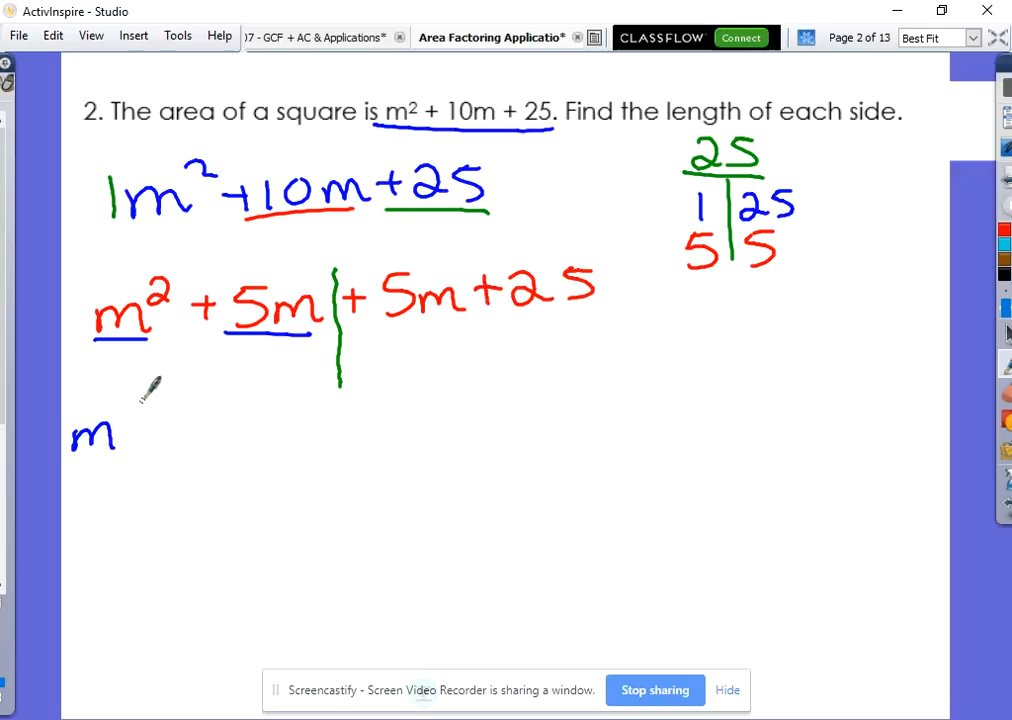 ActivInspire - Studio
File Edit View Insert Tools Help
07 - GCF + AC & Applications* Area Factoring Applicatio* CLASSFLOW Connect Page 2 of 13 Best Fit
2. The area of a square is m² + 10m + 25. Find the length of each side.
25
1m² +10m +25
1 25
5 5
m² + 5m + 5m + 25
m
Screencastify - Screen Video Recorder is sharing a window. Stop sharing Hide